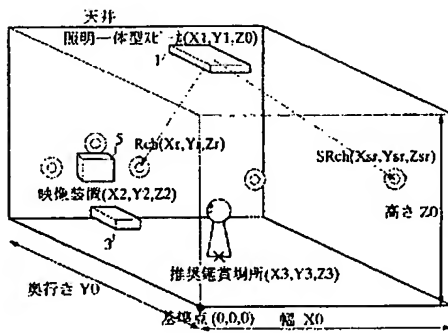 天井
照明一体型スピーカ(X1,Y1,Z0)
1
5
Rch(Xr,Yr,Zr)
SRch(Xsr,Ysr,Zsr)
映像装置(X2,Y2,Z2)
高さ Z0
3
推奨鑑賞場所(X3,Y3,Z3)
奥行き Y0
基準点 (0,0,0)
幅 X0